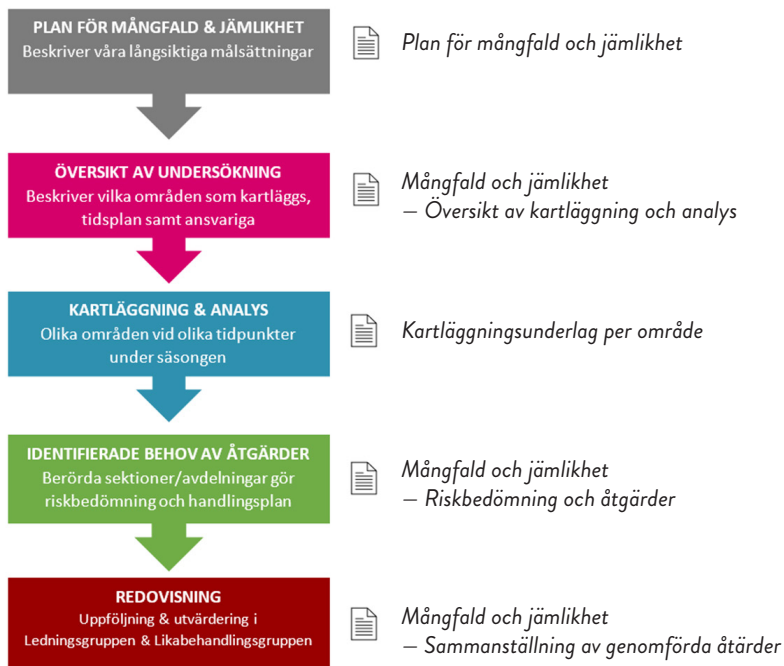 PLAN FÖR MÅNGFALD & JÄMLIKHET
Beskriver våra långsiktiga målsättningar
Plan för mångfald och jämlikhet
ÖVERSIKT AV UNDERSÖKNING
Beskriver vilka områden som kartläggs,
tidsplan samt ansvariga
Mångfald och jämlikhet
— Översikt av kartläggning och analys
KARTLÄGGNING & ANALYS
Olika områden vid olika tidpunkter
under säsongen
Kartläggningsunderlag per område
IDENTIFIERADE BEHOV AV ÅTGÄRDER
Berörda sektioner/avdelningar gör
riskbedömning och handlingsplan
Mångfald och jämlikhet
— Riskbedömning och åtgärder
REDOVISNING
Uppföljning & utvärdering i
Ledningsgruppen & Likabehandlingsgruppen
Mångfald och jämlikhet
— Sammanställning av genomförda åtärder